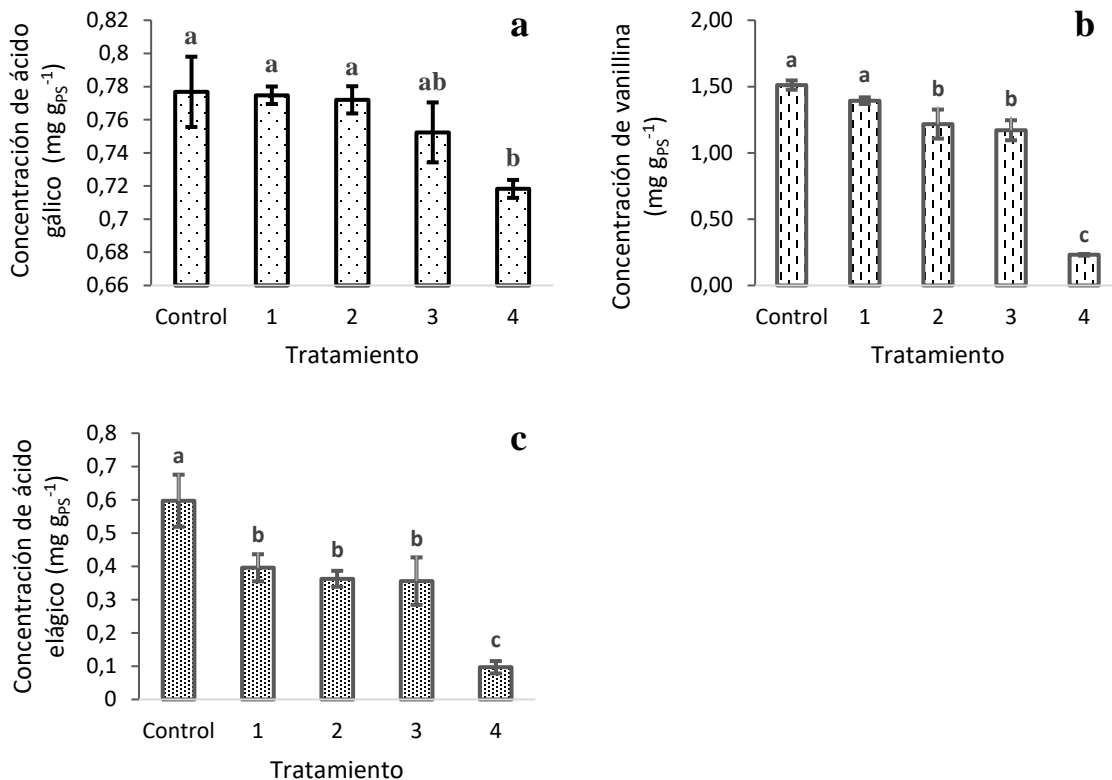 a
Concentración de ácido
gálico (mg gPS-1)
0,82
0,8
0,78
0,76
0,74
0,72
0,7
0,68
0,66
a
a
a
ab
b
Control 1 2 3 4
Tratamiento
b
Concentración de vanillina
(mg gPS-1)
2,00
1,50
1,00
0,50
0,00
a
a
b
b
c
Control 1 2 3 4
Tratamiento
c
Concentración de ácido
elágico (mg gPS-1)
0,8
0,7
0,6
0,5
0,4
0,3
0,2
0,1
0
a
b
b
b
c
Control 1 2 3 4
Tratamiento